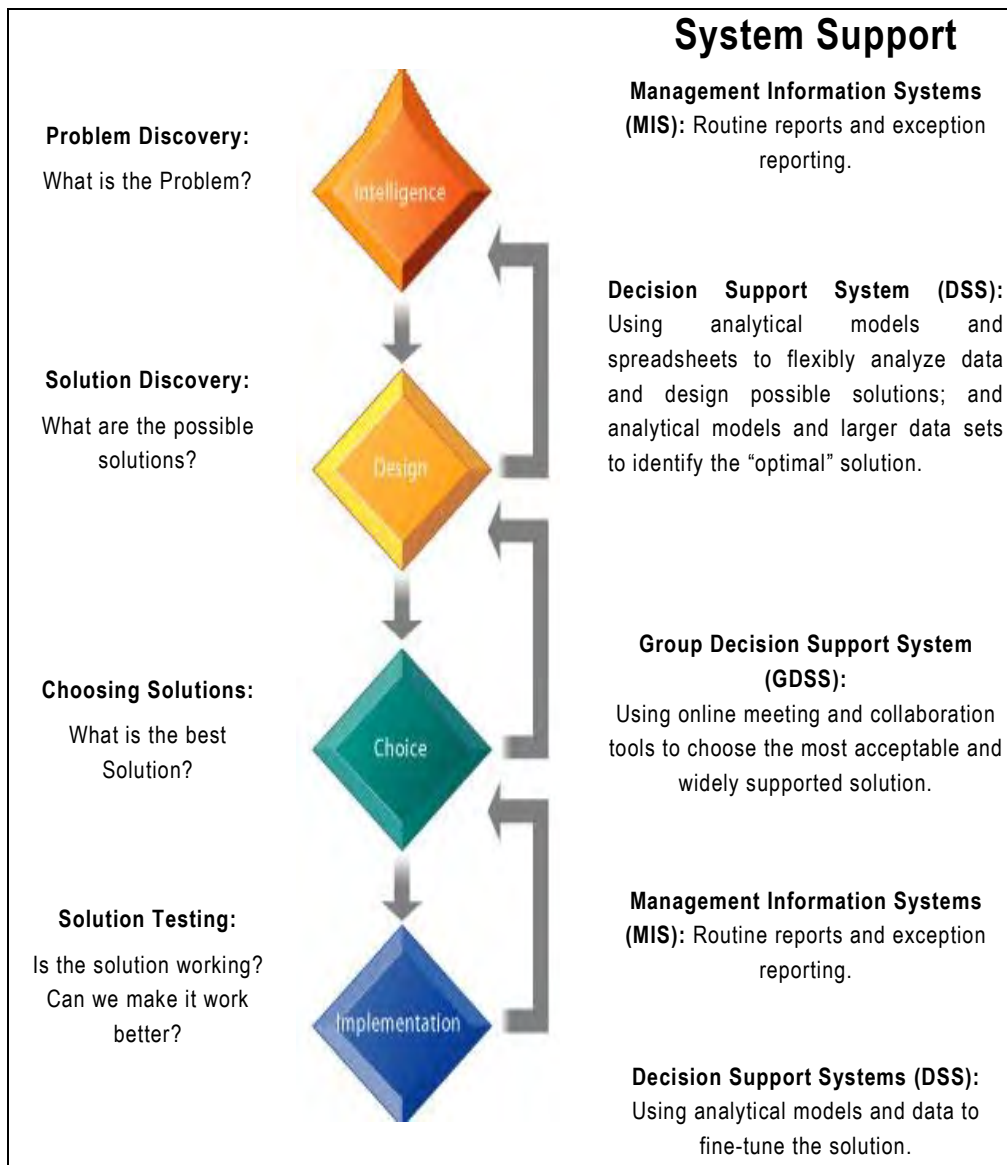 System Support
Management Information Systems
(MIS): Routine reports and exception
reporting.
Problem Discovery:
What is the Problem?
Intelligence
Decision Support System (DSS):
Using analytical models and
spreadsheets to flexibly analyze data
and design possible solutions; and
analytical models and larger data sets
to identify the “optimal” solution.
Solution Discovery:
What are the possible
solutions?
Design
Group Decision Support System
(GDSS):
Using online meeting and collaboration
tools to choose the most acceptable and
widely supported solution.
Choosing Solutions:
What is the best
Solution?
Choice
Management Information Systems
(MIS): Routine reports and exception
reporting.
Solution Testing:
Is the solution working?
Can we make it work
better?
Implementation
Decision Support Systems (DSS):
Using analytical models and data to
fine-tune the solution.